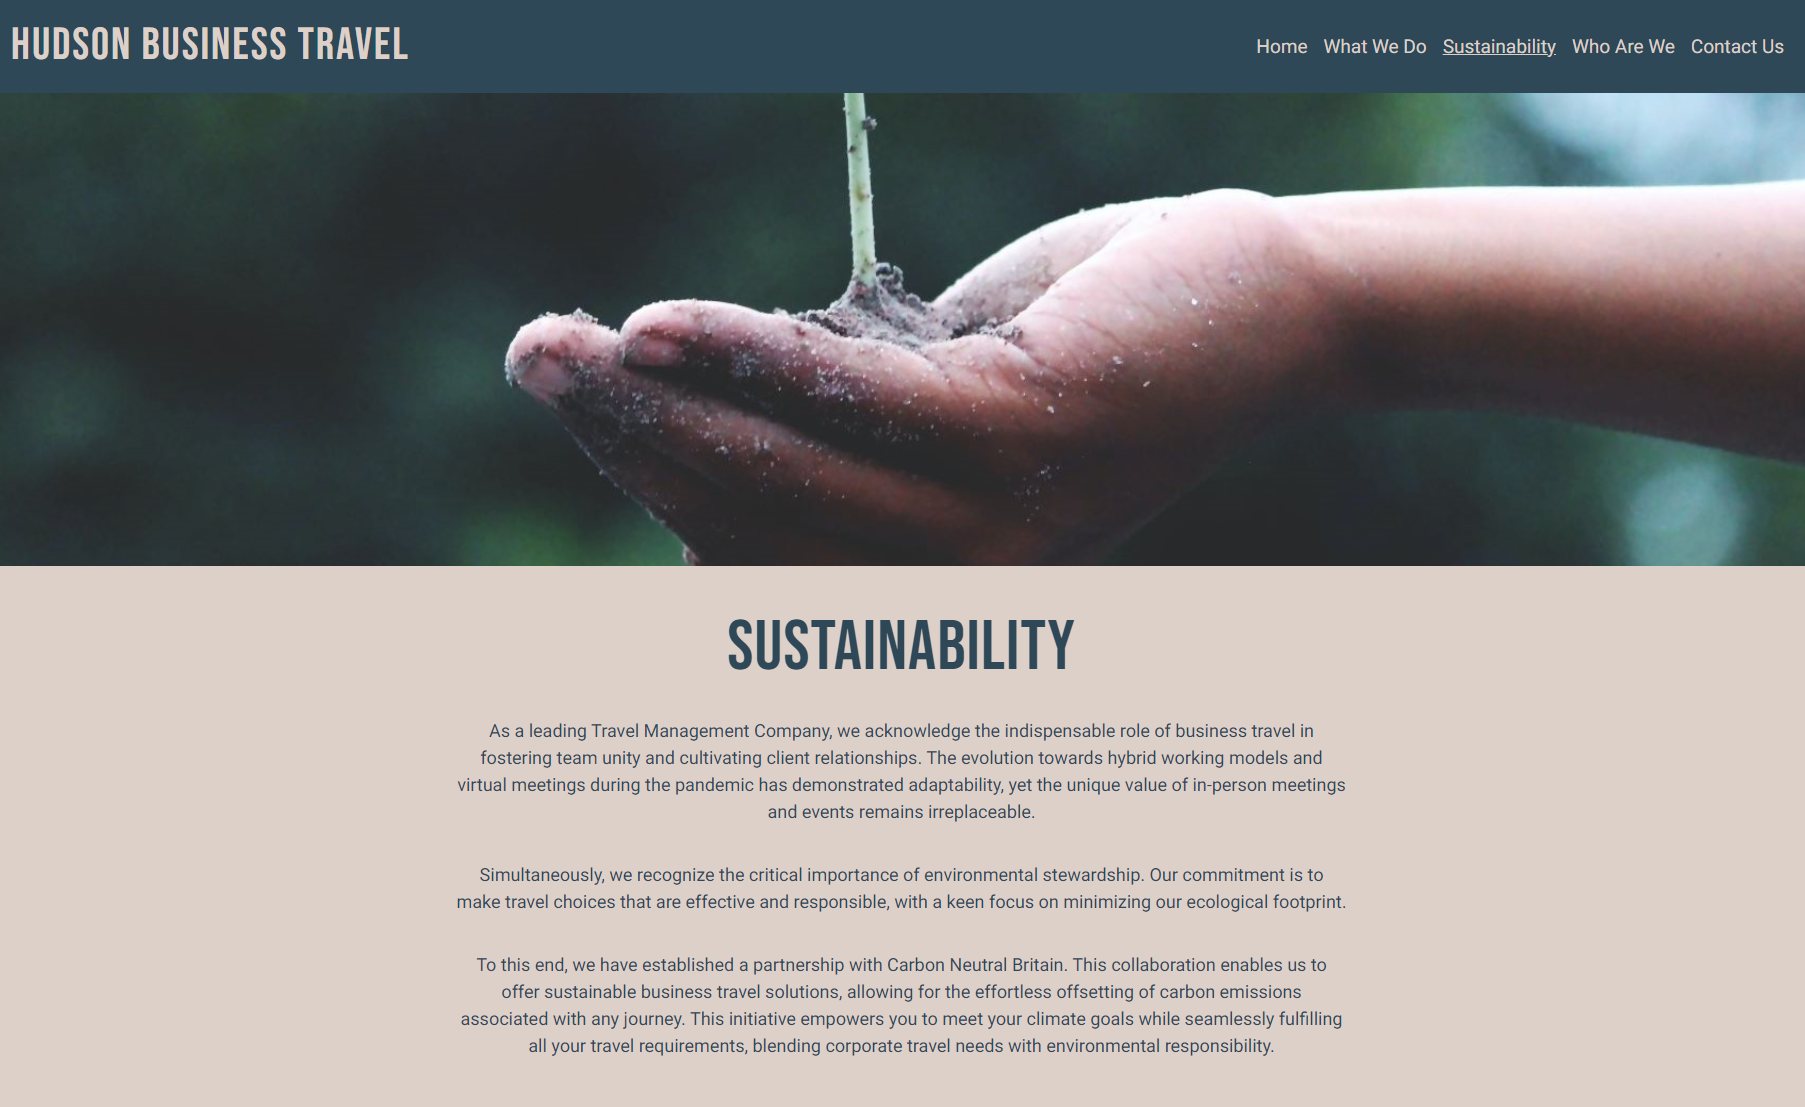 HUDSON BUSINESS TRAVEL
Home What We Do Sustainability Who Are We Contact Us
SUSTAINABILITY
As a leading Travel Management Company, we acknowledge the indispensable role of business travel in
fostering team unity and cultivating client relationships. The evolution towards hybrid working models and
virtual meetings during the pandemic has demonstrated adaptability, yet the unique value of in-person meetings
and events remains irreplaceable.
Simultaneously, we recognize the critical importance of environmental stewardship. Our commitment is to
make travel choices that are effective and responsible, with a keen focus on minimizing our ecological footprint.
To this end, we have established a partnership with Carbon Neutral Britain. This collaboration enables us to
offer sustainable business travel solutions, allowing for the effortless offsetting of carbon emissions
associated with any journey. This initiative empowers you to meet your climate goals while seamlessly fulfilling
all your travel requirements, blending corporate travel needs with environmental responsibility.